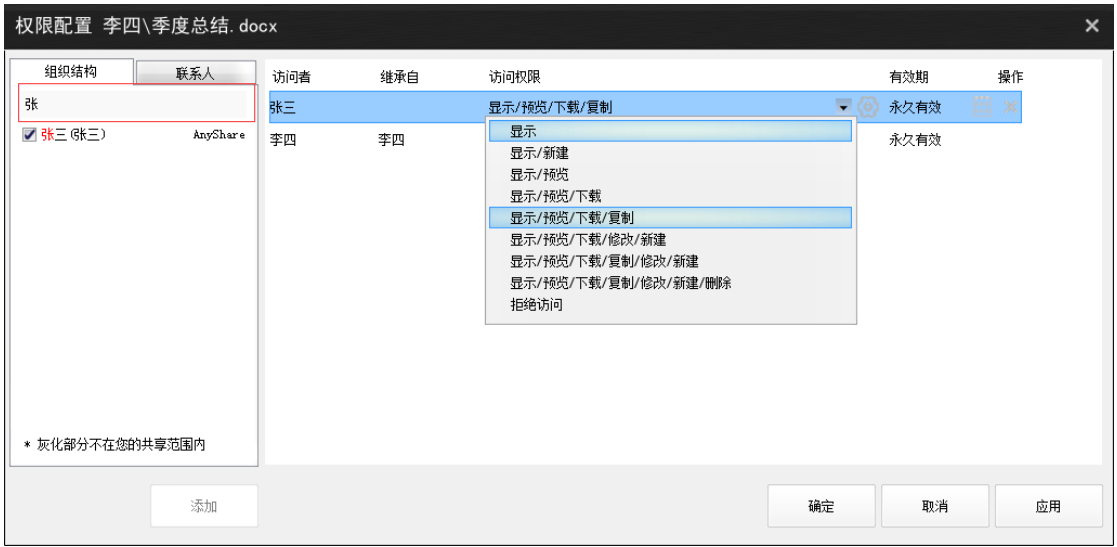 权限配置 李四\季度总结.docx
组织结构 联系人
张
张三(张三) AnyShare
* 灰化部分不在您的共享范围内
添加
访问者 继承自 访问权限 有效期 操作
张三 显示/预览/下载/复制 永久有效
李四 李四 永久有效
显示
显示/新建
显示/预览
显示/预览/下载
显示/预览/下载/复制
显示/预览/下载/修改/新建
显示/预览/下载/复制/修改/新建
显示/预览/下载/复制/修改/新建/删除
拒绝访问
确定 取消 应用